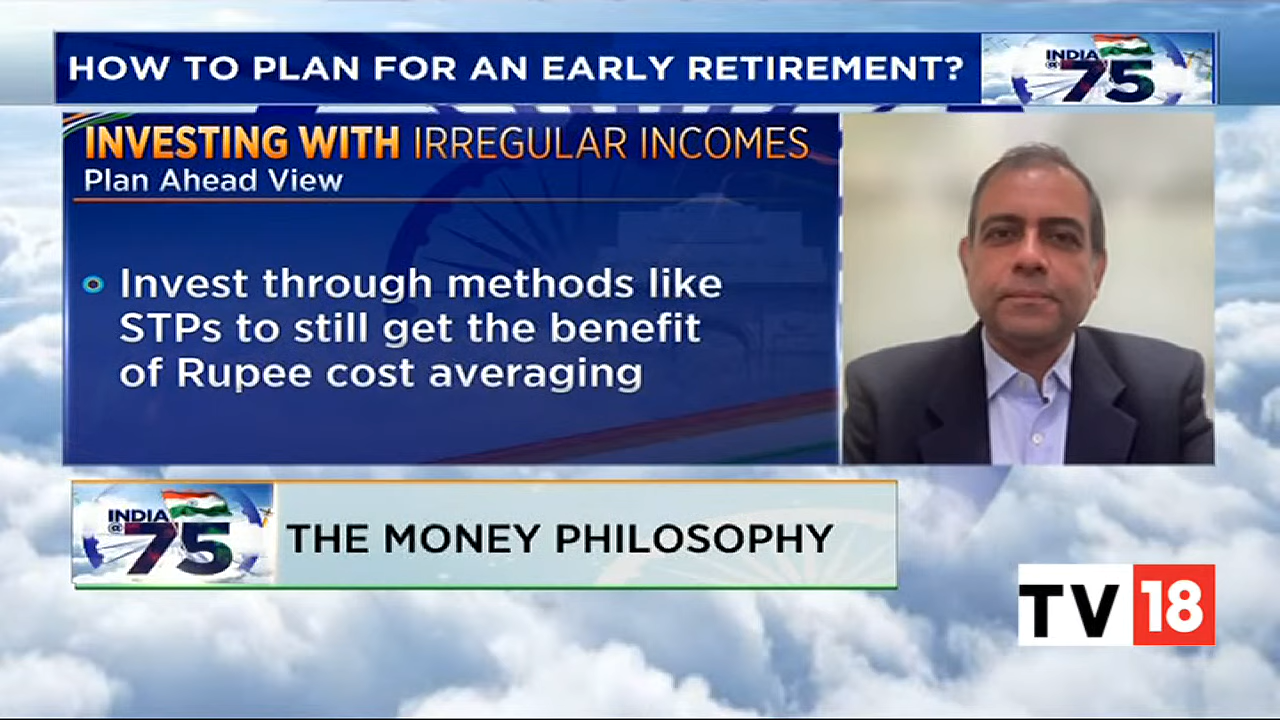 HOW TO PLAN FOR AN EARLY RETIREMENT?
INDIA
@75
INVESTING WITH IRREGULAR INCOMES
Plan Ahead View
Invest through methods like
STPs to still get the benefit
of Rupee cost averaging
INDIA
@75
THE MONEY PHILOSOPHY
TV18